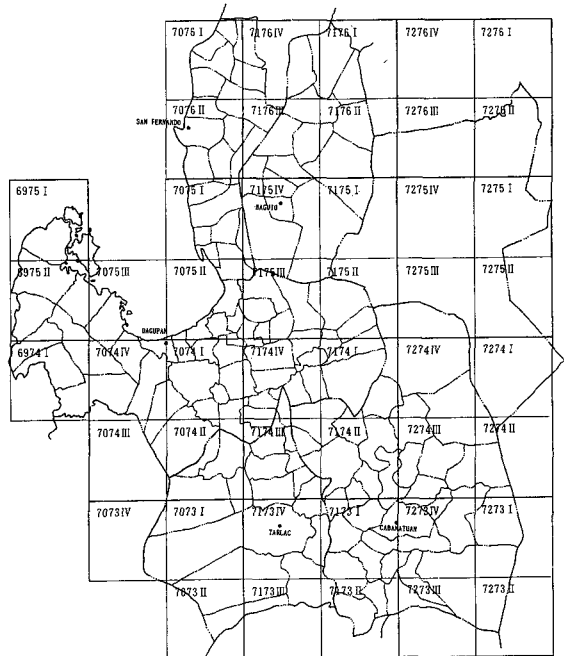 7076 I 7176 IV 7176 I 7276 IV 7276 I
7076 II 7176 III 7176 II 7276 III 7276 II
SAN FERNANDO
6975 I 7075 I 7175 IV 7175 I 7275 IV 7275 I
BAGUIO
6975 II 7075 III 7075 II 7175 III 7175 II 7275 III 7275 II
DAGUPAN
6974 I 7074 IV 7074 I 7174 IV 7174 I 7274 IV 7274 I
7074 III 7074 II 7174 III 7174 II 7274 III 7274 II
7073 IV 7073 I 7173 IV 7173 I 7273 IV 7273 I
TARLAC CABANATUAN
7073 II 7173 III 7173 II 7273 III 7273 II